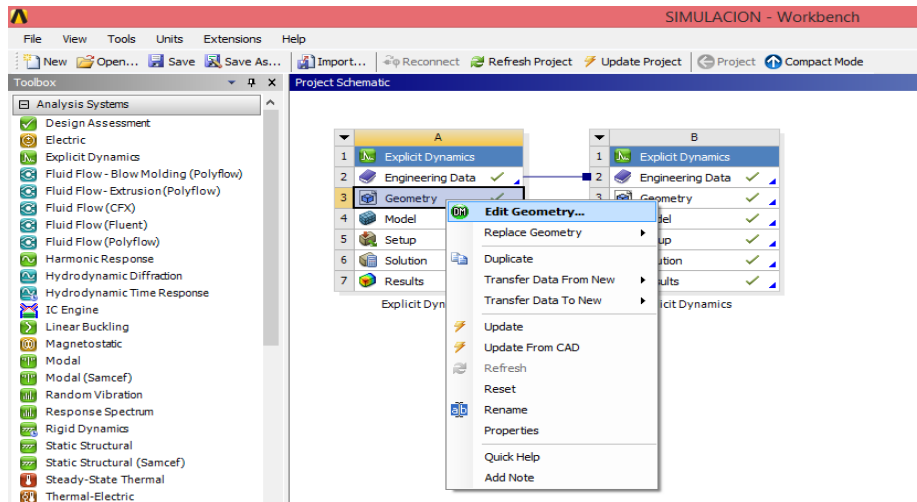 SIMULACION - Workbench
File View Tools Units Extensions Help
New Open... Save Save As... Import... Reconnect Refresh Project Update Project Project Compact Mode
Toolbox
Analysis Systems
Design Assessment
Electric
Explicit Dynamics
Fluid Flow - Blow Molding (Polyflow)
Fluid Flow - Extrusion (Polyflow)
Fluid Flow (CFX)
Fluid Flow (Fluent)
Fluid Flow (Polyflow)
Harmonic Response
Hydrodynamic Diffraction
Hydrodynamic Time Response
IC Engine
Linear Buckling
Magnetostatic
Modal
Modal (Samcef)
Random Vibration
Response Spectrum
Rigid Dynamics
Static Structural
Static Structural (Samcef)
Steady-State Thermal
Thermal-Electric
Project Schematic
A
1 Explicit Dynamics
2 Engineering Data
3 Geometry
4 Model
5 Setup
6 Solution
7 Results
Explicit Dyn
B
1 Explicit Dynamics
2 Engineering Data
3 Geometry
del
up
ution
ults
icit Dynamics
DM Edit Geometry...
Replace Geometry
Duplicate
Transfer Data From New
Transfer Data To New
Update
Update From CAD
Refresh
Reset
ab Rename
Properties
Quick Help
Add Note